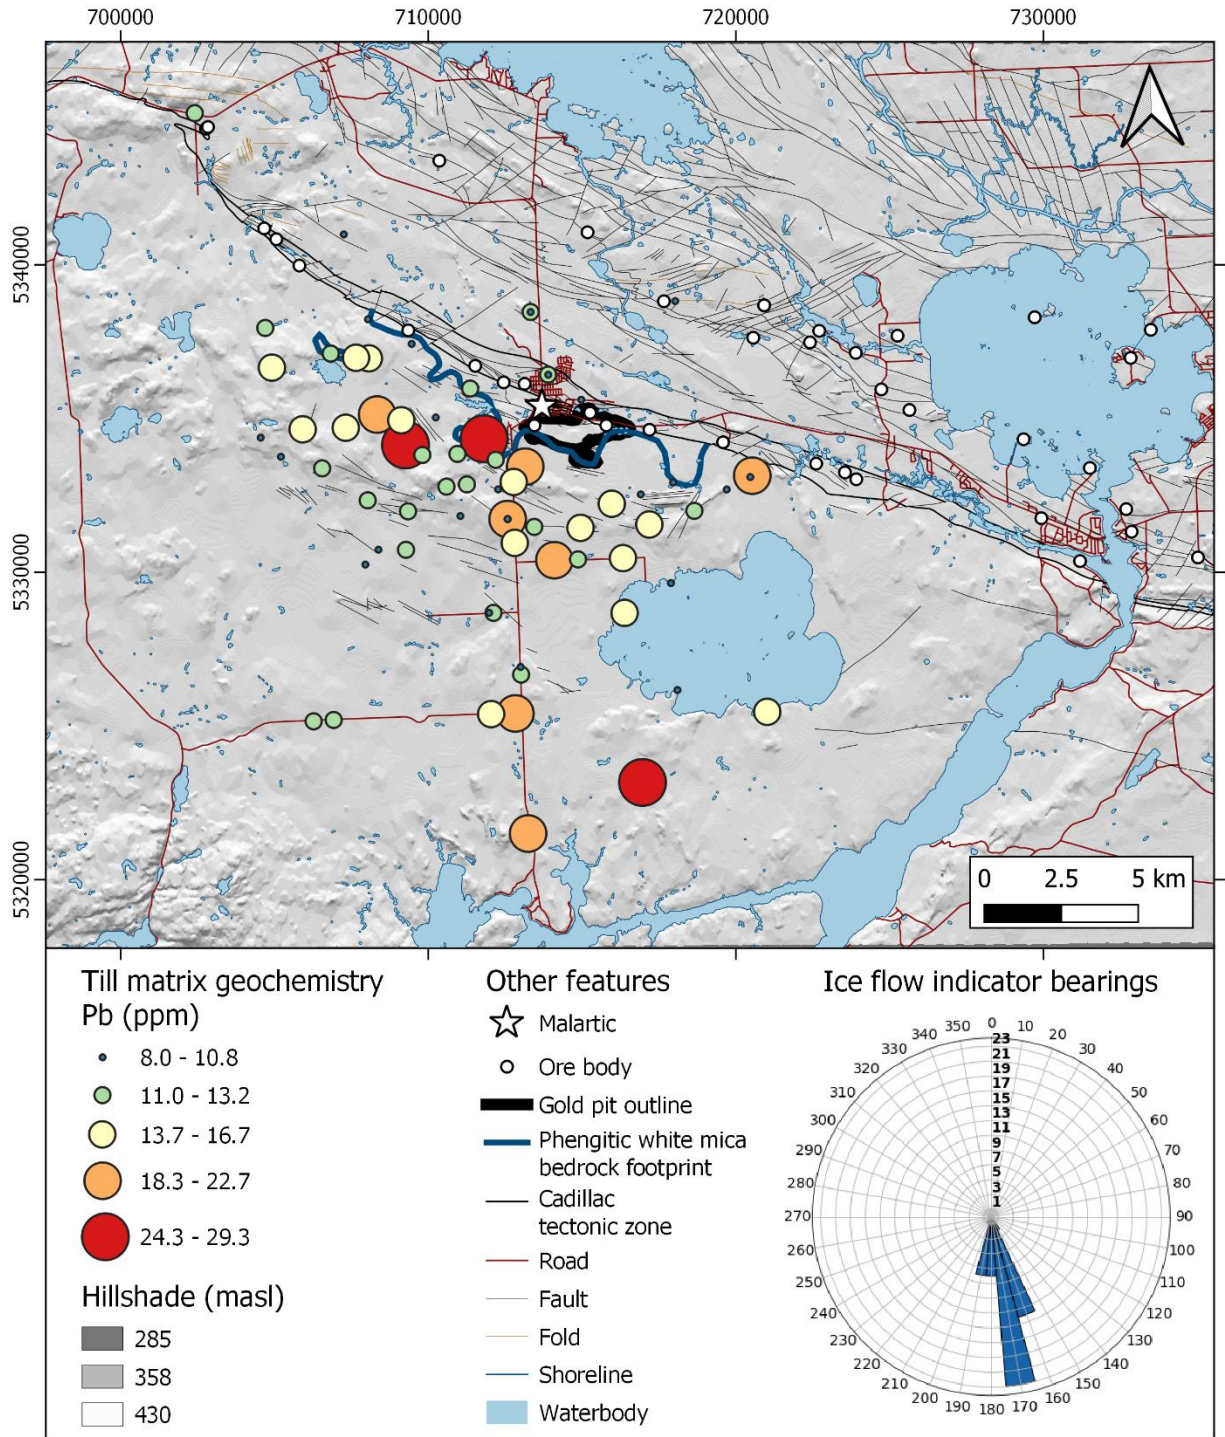 700000 710000 720000 730000
5340000
5330000
5320000
0 2.5 5 km
Till matrix geochemistry
Pb (ppm)
8.0 - 10.8
11.0 - 13.2
13.7 - 16.7
18.3 - 22.7
24.3 - 29.3
Hillshade (masl)
285
358
430
Other features
Malartic
Ore body
Gold pit outline
Phengitic white mica
bedrock footprint
Cadillac
tectonic zone
Road
Fault
Fold
Shoreline
Waterbody
Ice flow indicator bearings
0
10
20
30
40
50
60
70
80
90
100
110
120
130
140
150
160
170
180
190
200
210
220
230
240
250
260
270
280
290
300
310
320
330
340
350
23
21
19
17
15
13
11
9
7
5
3
1